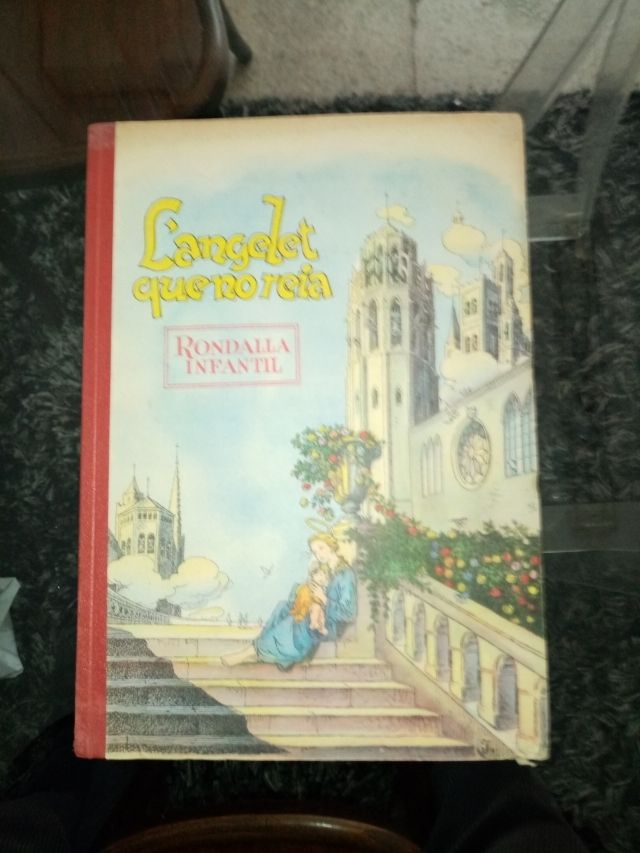 L'angelet
que no reia
RONDALLA
INFANTIL